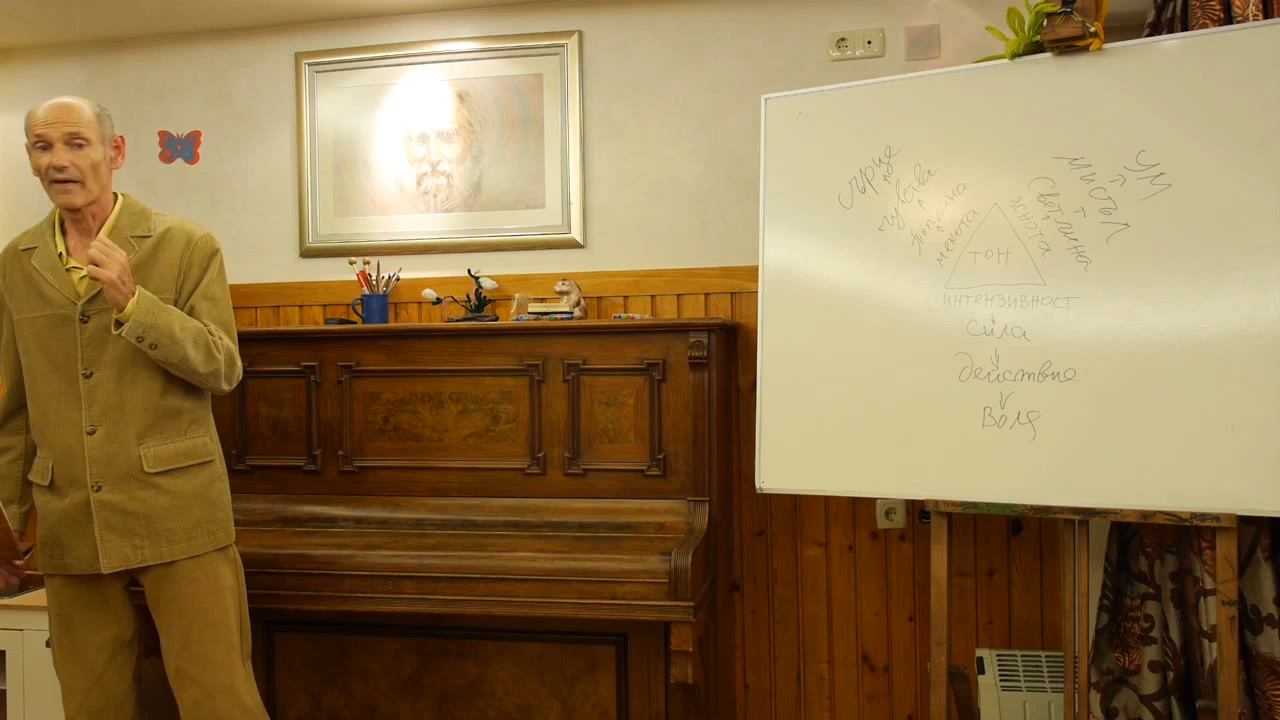 сърце
чувства
топлина
мекота
ум
мисъл
светлина
яснота
ТОН
ИНТЕНЗИВНОСТ
сила
действие
воля